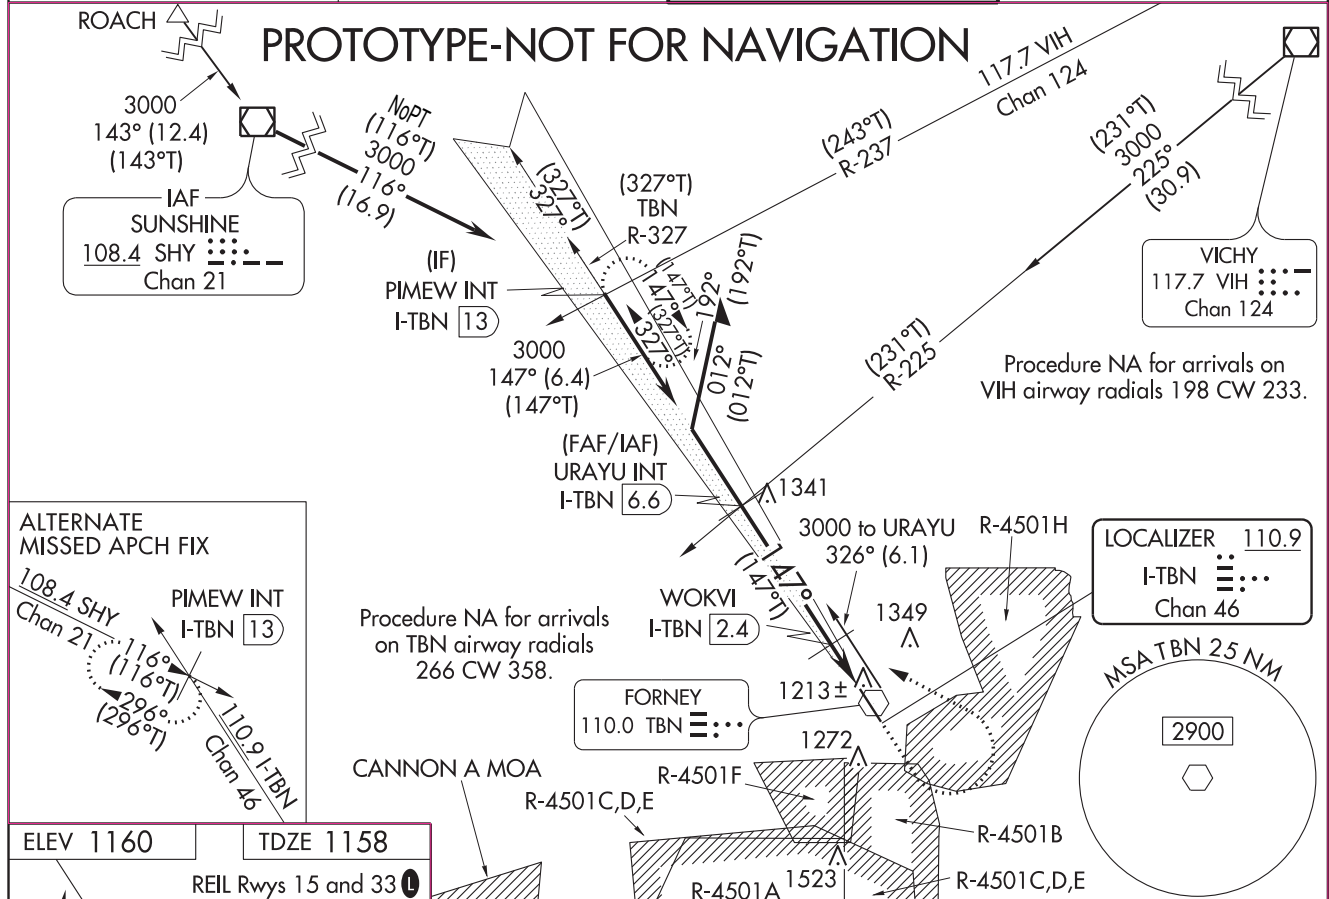 ROACH
PROTOTYPE-NOT FOR NAVIGATION
3000
143° (12.4)
(143°T)
NoPT
(116°T)
3000
116°
(16.9)
IAF
SUNSHINE
108.4 SHY
Chan 21
(327°T)
327°
(327°T)
TBN
R-327
117.7 VIH
Chan 124
(243°T)
R-237
(231°T)
3000
225°
(30.9)
VICHY
117.7 VIH
Chan 124
(IF)
PIMEW INT
I-TBN 13
(147°T)
147°
(327°T)
327°
192°
(192°T)
012°
(012°T)
3000
147° (6.4)
(147°T)
(231°T)
R-225
Procedure NA for arrivals on
VIH airway radials 198 CW 233.
(FAF/IAF)
URAYU INT
I-TBN 6.6
1341
3000 to URAYU
326° (6.1)
R-4501H
LOCALIZER 110.9
I-TBN
Chan 46
147°
(147°T)
ALTERNATE
MISSED APCH FIX
108.4 SHY
Chan 21
PIMEW INT
I-TBN 13
116°
(116°T)
296°
(296°T)
110.9 I-TBN
Chan 46
Procedure NA for arrivals
on TBN airway radials
266 CW 358.
WOKVI
I-TBN 2.4
1349
1213±
FORNEY
110.0 TBN
MSA TBN 25 NM
2900
1272
CANNON A MOA
R-4501F
R-4501C,D,E
R-4501B
1523
R-4501A
R-4501C,D,E
ELEV 1160
TDZE 1158
REIL Rwys 15 and 33 L